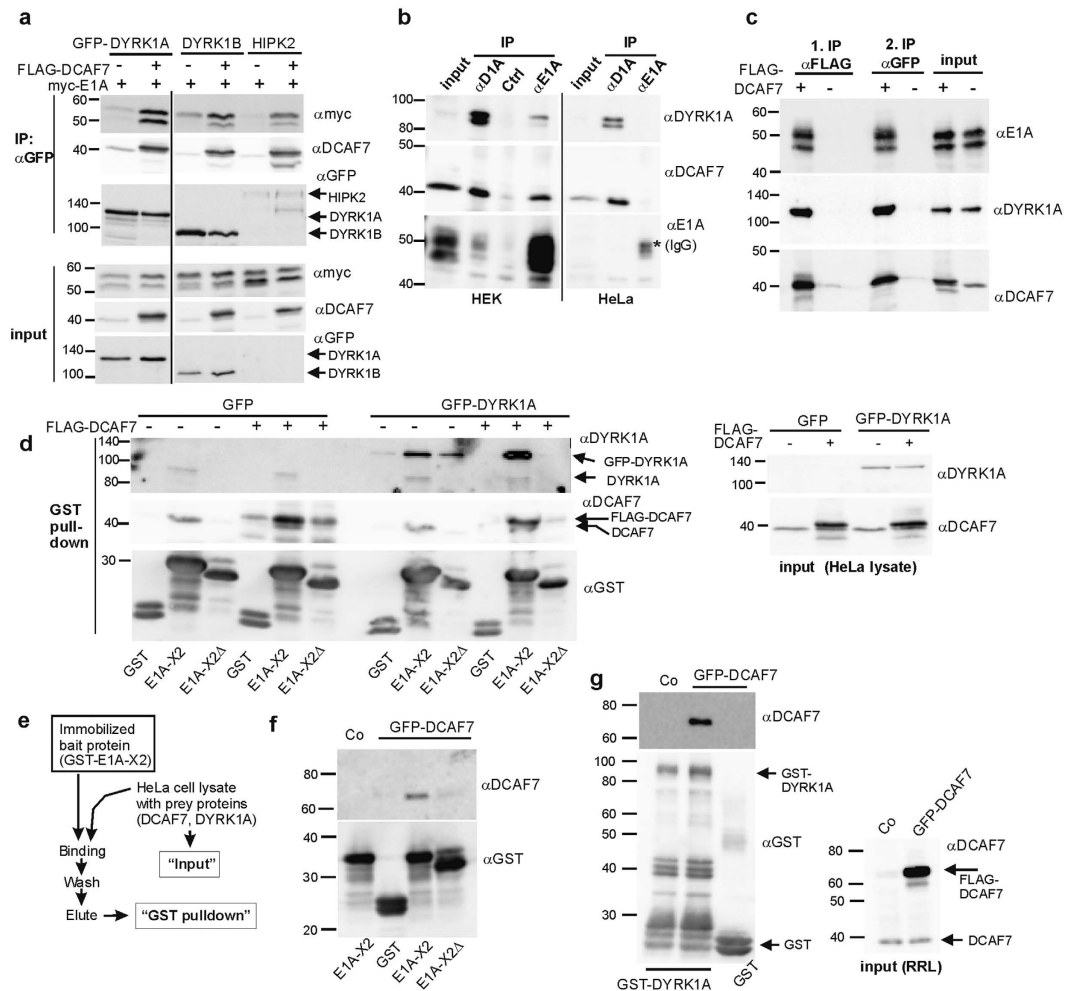 a
GFP-DYRK1A DYRK1B HIPK2
FLAG-DCAF7 - + - + - +
myc-E1A + + + + + +
IP:
αGFP
60
50
αmyc
40
αDCAF7
αGFP
HIPK2
140
DYRK1A
100
DYRK1B
input
60
50
αmyc
40
αDCAF7
αGFP
140
DYRK1A
100
DYRK1B
b
IP IP
input αD1A Ctrl αE1A input αD1A αE1A
100
80
αDYRK1A
αDCAF7
40
αE1A
50
* (IgG)
40
HEK HeLa
c
1. IP
αFLAG
2. IP
αGFP
input
FLAG-
DCAF7 + - + - + -
60
50
αE1A
40
140
120
100
αDYRK1A
50
40
αDCAF7
d
GFP GFP-DYRK1A
FLAG-DCAF7 - - - + + + - - - + + +
GST
pull-
down
αDYRK1A
140
100
80
GFP-DYRK1A
DYRK1A
αDCAF7
40
FLAG-DCAF7
DCAF7
30
αGST
GST E1A-X2 E1A-X2Δ GST E1A-X2 E1A-X2Δ GST E1A-X2 E1A-X2Δ GST E1A-X2 E1A-X2Δ
GFP GFP-DYRK1A
FLAG-
DCAF7 - + - +
140
100
αDYRK1A
40
αDCAF7
input (HeLa lysate)
e
Immobilized
bait protein
(GST-E1A-X2)
HeLa cell lysate
with prey proteins
(DCAF7, DYRK1A)
Binding
“Input”
Wash
Elute
“GST pulldown”
f
Co GFP-DCAF7
80
60
αDCAF7
40
30
20
αGST
E1A-X2 GST E1A-X2 E1A-X2Δ
g
Co GFP-DCAF7
80
60
αDCAF7
100
80
GST-
DYRK1A
60
50
αGST
40
30
GST
GST-DYRK1A GST
Co GFP-DCAF7
αDCAF7
80
60
FLAG-
DCAF7
40
DCAF7
input (RRL)